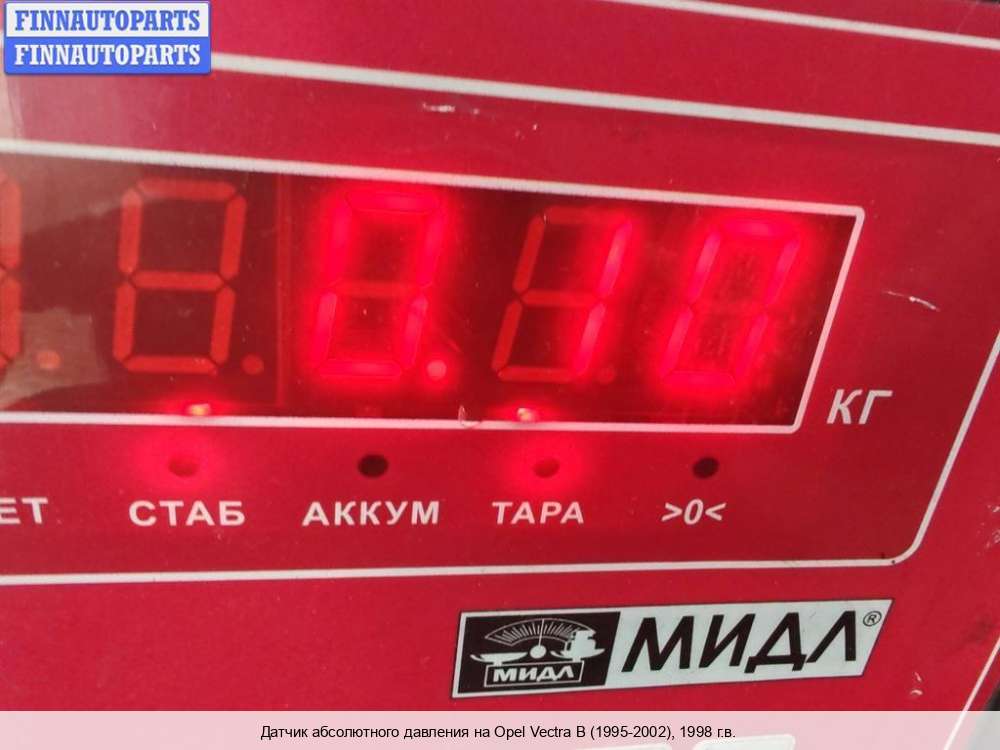 FINNAUTOPARTS
FINNAUTOPARTS
0.10
КГ
ЕТ СТАБ АККУМ ТАРА >0<
МИДЛ МИДЛ®
Датчик абсолютного давления на Opel Vectra B (1995-2002), 1998 г.в.